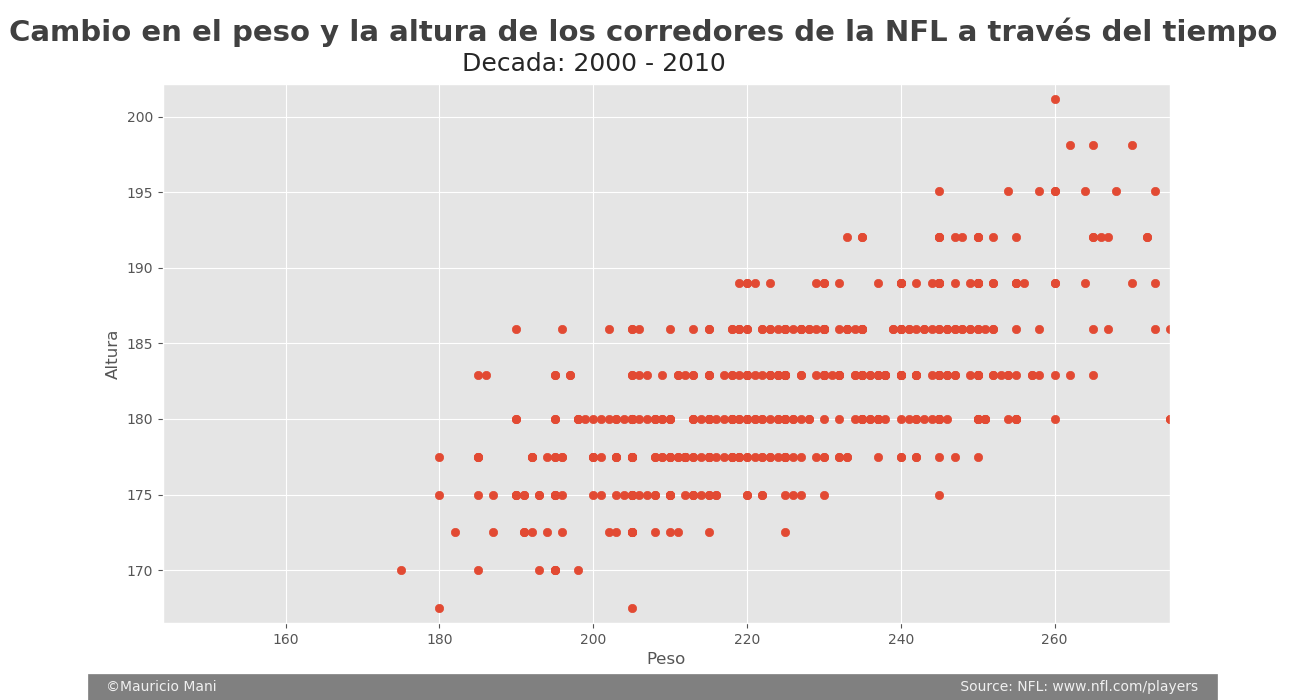 Cambio en el peso y la altura de los corredores de la NFL a través del tiempo
Decada: 2000 - 2010
200
195
190
185
180
175
170
Altura
160 180 200 220 240 260
Peso
©Mauricio Mani Source: NFL: www.nfl.com/players